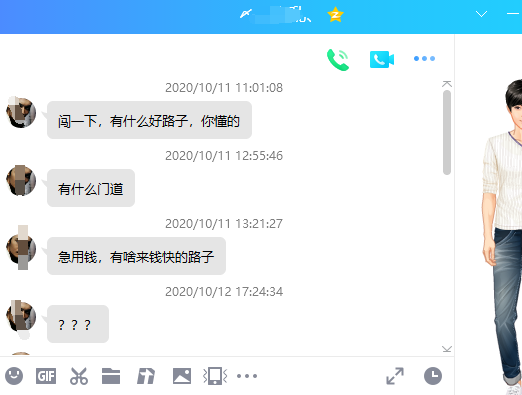 2020/10/11 11:01:08
闾一下，有什么好路子，你懂的
2020/10/11 12:55:46
有什么门道
2020/10/11 13:21:27
急用钱，有啥来钱快的路子
2020/10/12 17:24:34
？？？
GIF